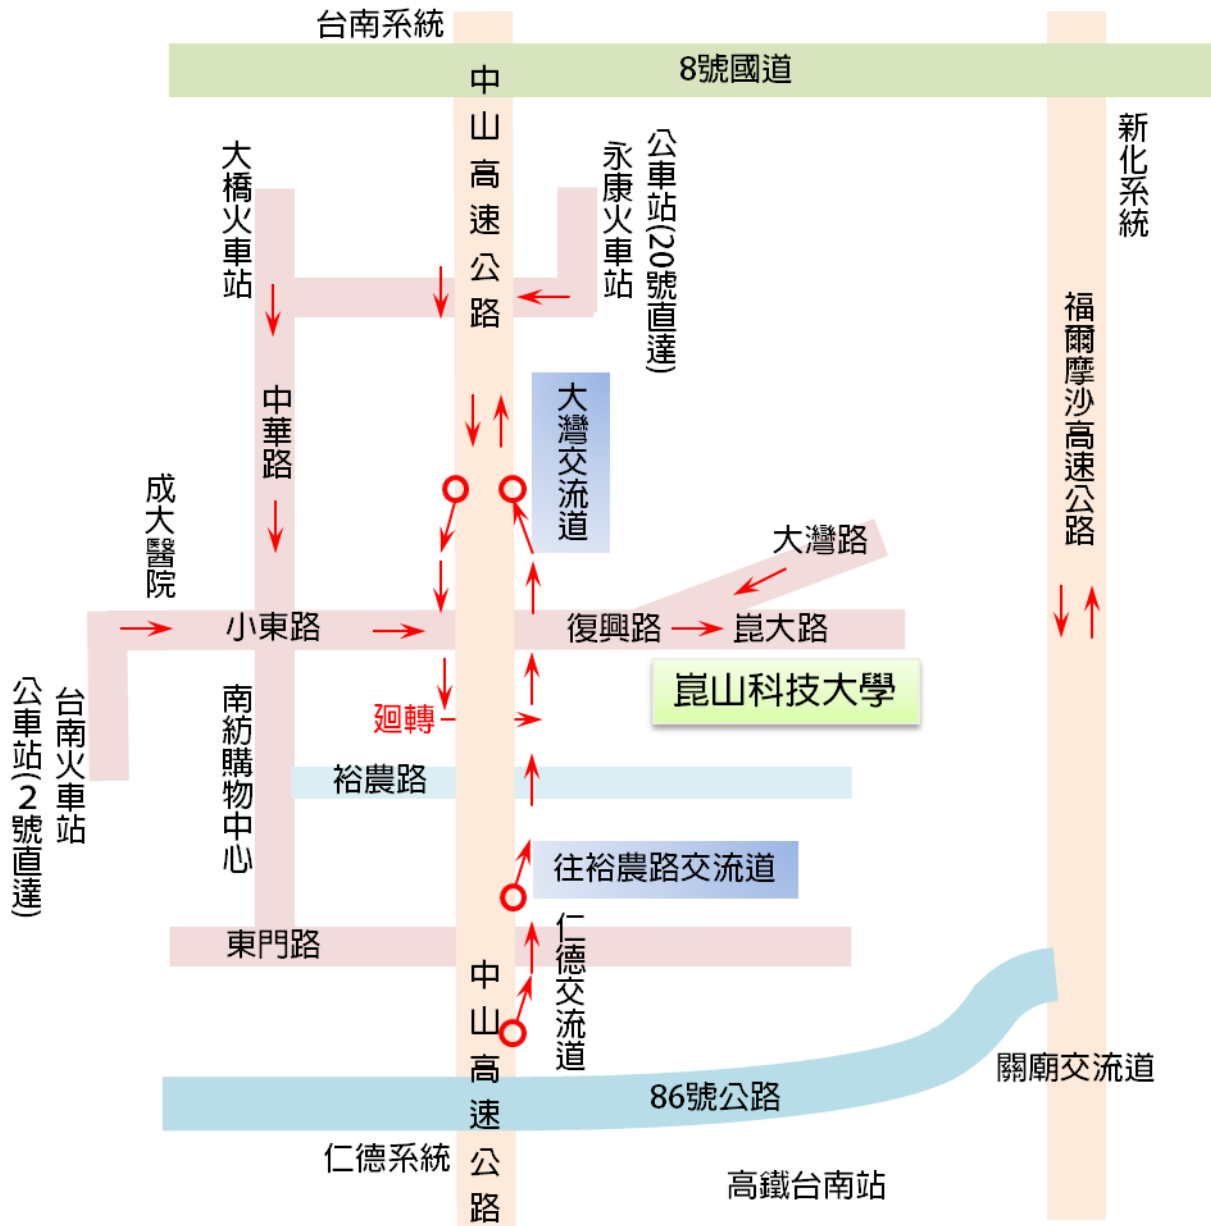 台南系統
8號國道
中山高速公路
新化系統
大橋火車站
永康火車站
公車站(20號直達)
福爾摩沙高速公路
中華路
大灣交流道
成大醫院
大灣路
小東路
復興路
崑大路
崑山科技大學
台南火車站
公車站(2號直達)
南紡購物中心
廻轉
裕農路
往裕農路交流道
東門路
仁德交流道
中山高速公路
關廟交流道
86號公路
仁德系統
高鐵台南站